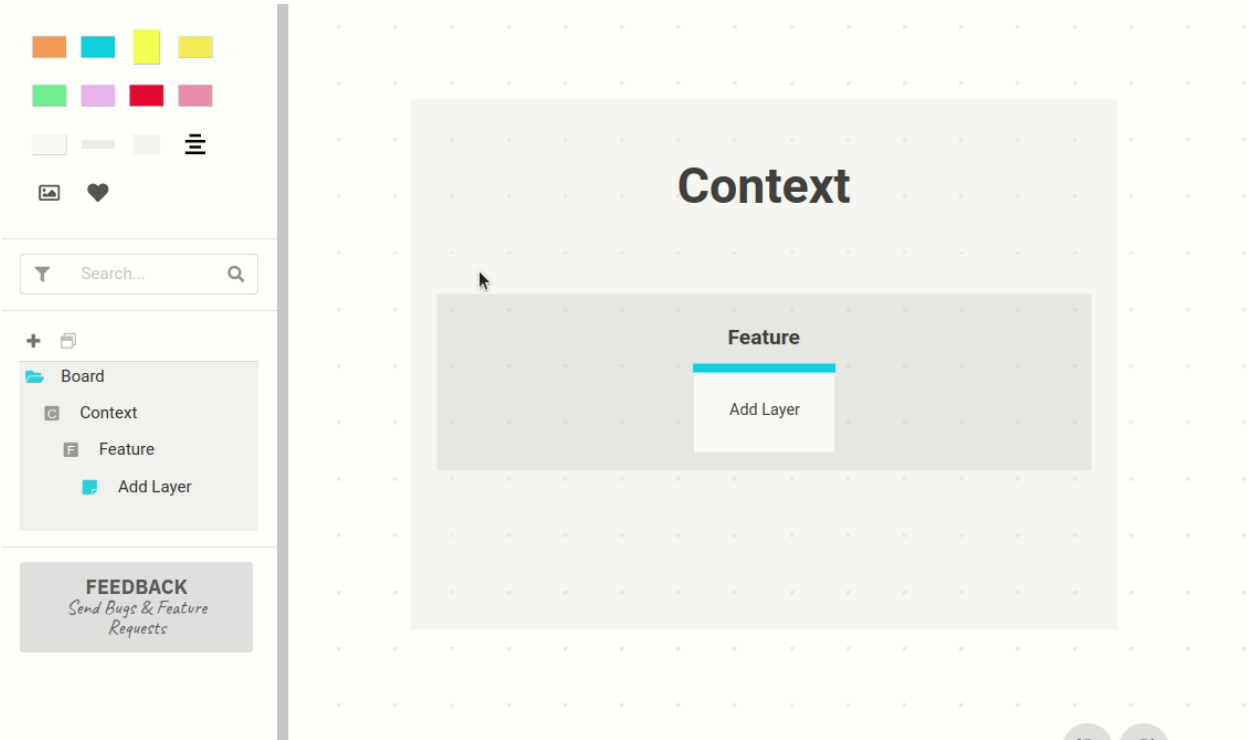 Search...
Board
C Context
F Feature
Add Layer
FEEDBACK
Send Bugs & Feature
Requests
Context
Feature
Add Layer